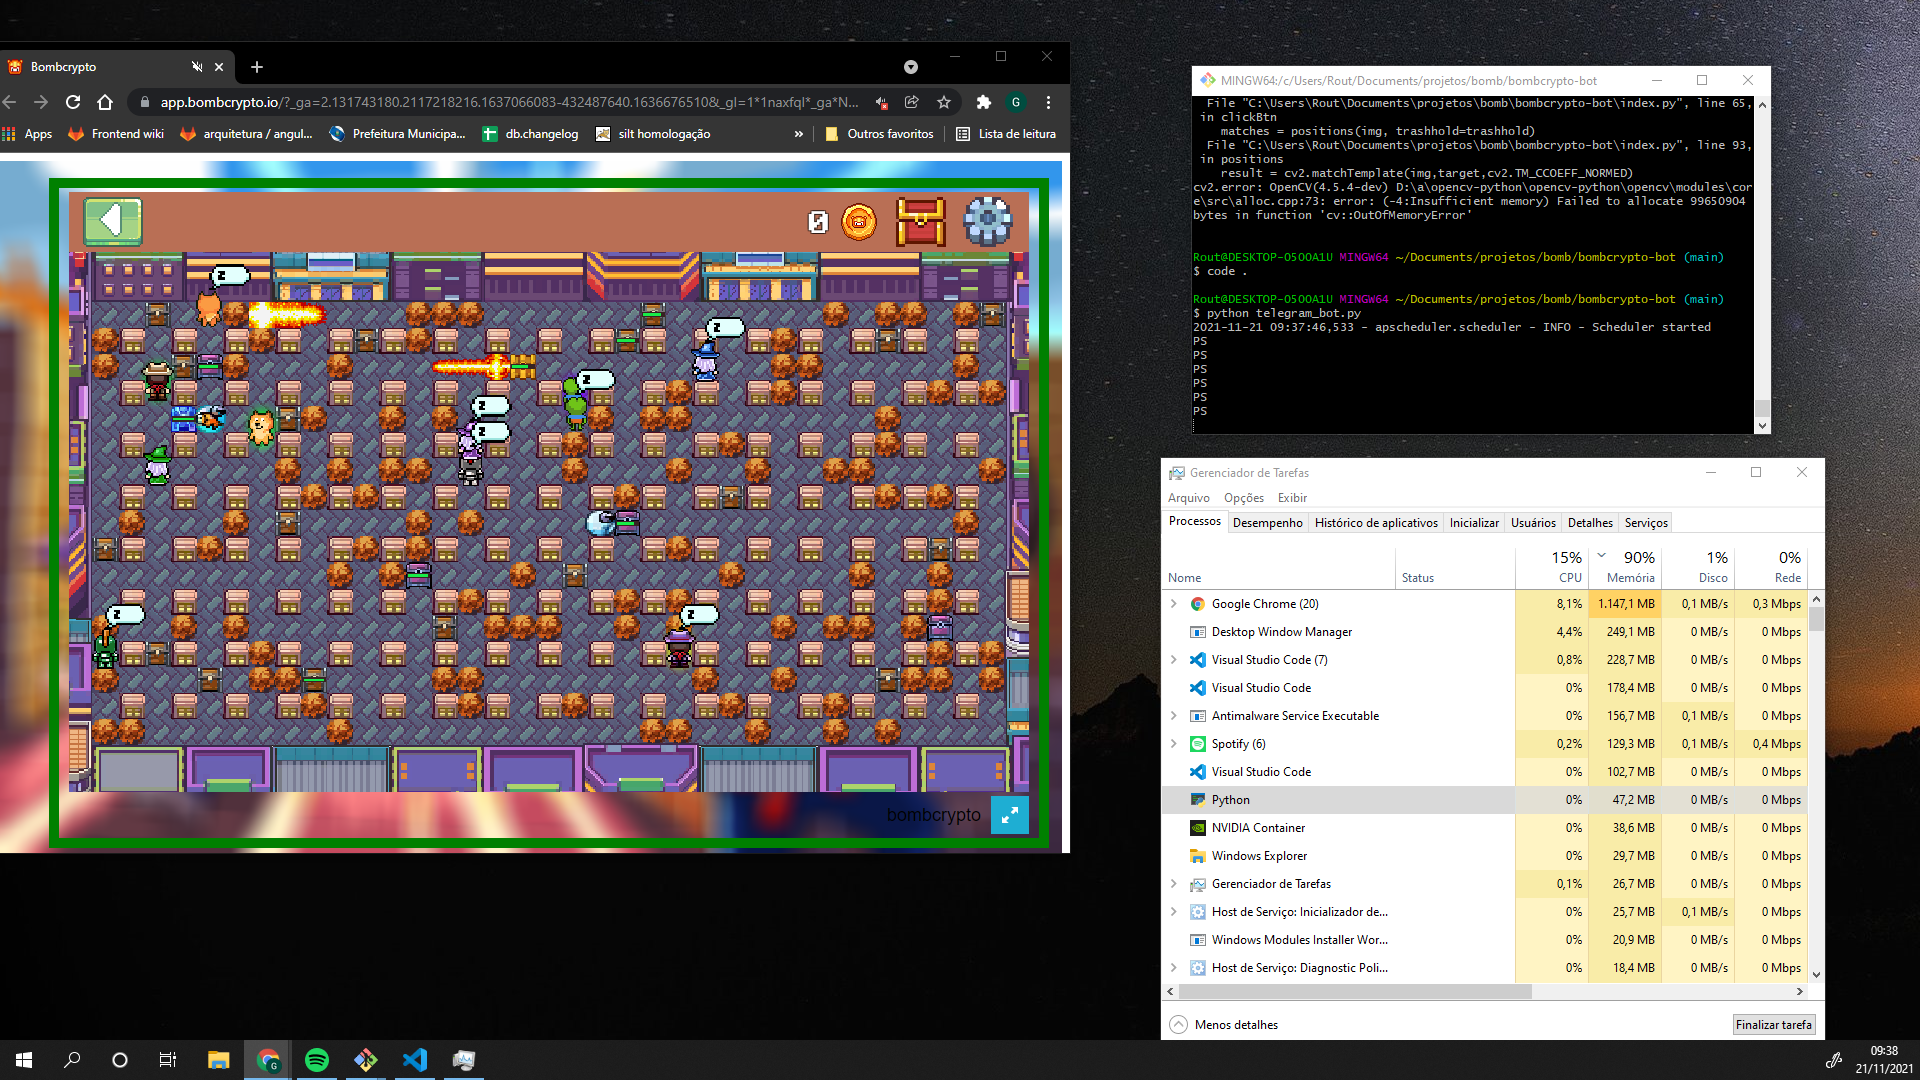 Bombcrypto
app.bombcrypto.io/?_ga=2.131743180.2117218216.1637066083-432487640.1636676510&_gl=1*1naxfql*_ga*N...
G
Apps
Frontend wiki
arquitetura / angul...
Prefeitura Municipa...
db.changelog
silt homologação
»
Outros favoritos
Lista de leitura
0
z
z
z
z
z
z
z
bombcrypto
MINGW64:/c/Users/Rout/Documents/projetos/bomb/bombcrypto-bot
File "C:\Users\Rout\Documents\projetos\bomb\bombcrypto-bot\index.py", line 65,
in clickBtn
matches = positions(img, trashhold=trashhold)
File "C:\Users\Rout\Documents\projetos\bomb\bombcrypto-bot\index.py", line 93,
in positions
result = cv2.matchTemplate(img,target,cv2.TM_CCOEFF_NORMED)
cv2.error: OpenCV(4.5.4-dev) D:\a\opencv-python\opencv-python\opencv\modules\cor
e\src\alloc.cpp:73: error: (-4:Insufficient memory) Failed to allocate 99650904
bytes in function 'cv::OutOfMemoryError'
Rout@DESKTOP-0500A1U MINGW64 ~/Documents/projetos/bomb/bombcrypto-bot (main)
$ code .
Rout@DESKTOP-0500A1U MINGW64 ~/Documents/projetos/bomb/bombcrypto-bot (main)
$ python telegram_bot.py
2021-11-21 09:37:46,533 - apscheduler.scheduler - INFO - Scheduler started
PS
PS
PS
PS
PS
PS
Gerenciador de Tarefas
Arquivo Opções Exibir
Processos Desempenho Histórico de aplicativos Inicializar Usuários Detalhes Serviços
15% 90% 1% 0%
Nome Status CPU Memória Disco Rede
Google Chrome (20) 8,1% 1.147,1 MB 0,1 MB/s 0,3 Mbps
Desktop Window Manager 4,4% 249,1 MB 0 MB/s 0 Mbps
Visual Studio Code (7) 0,8% 228,7 MB 0 MB/s 0 Mbps
Visual Studio Code 0% 178,4 MB 0 MB/s 0 Mbps
Antimalware Service Executable 0% 156,7 MB 0,1 MB/s 0 Mbps
Spotify (6) 0,2% 129,3 MB 0,1 MB/s 0,4 Mbps
Visual Studio Code 0% 102,7 MB 0 MB/s 0 Mbps
Python 0% 47,2 MB 0 MB/s 0 Mbps
NVIDIA Container 0% 38,6 MB 0 MB/s 0 Mbps
Windows Explorer 0% 29,7 MB 0 MB/s 0 Mbps
Gerenciador de Tarefas 0,1% 26,7 MB 0 MB/s 0 Mbps
Host de Serviço: Inicializador de... 0% 25,7 MB 0,1 MB/s 0 Mbps
Windows Modules Installer Wor... 0% 20,9 MB 0 MB/s 0 Mbps
Host de Serviço: Diagnostic Poli... 0% 18,4 MB 0 MB/s 0 Mbps
Menos detalhes
Finalizar tarefa
G
09:38
21/11/2021